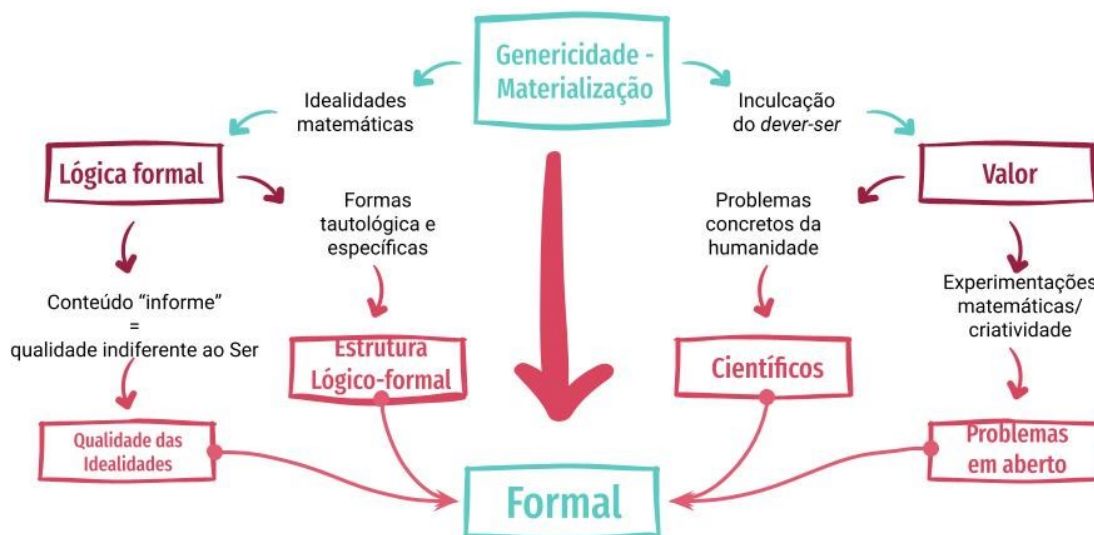 Genericidade -
Materialização
Idealidades
matemáticas
Inculcação
do dever-ser
Lógica formal
Valor
Formas
tautológica e
específicas
Problemas
concretos da
humanidade
Conteúdo “informe”
=
qualidade indiferente ao Ser
Experimentações
matemáticas/
criatividade
Estrutura
Lógico-formal
Científicos
Qualidade das
Idealidades
Problemas
em aberto
Formal